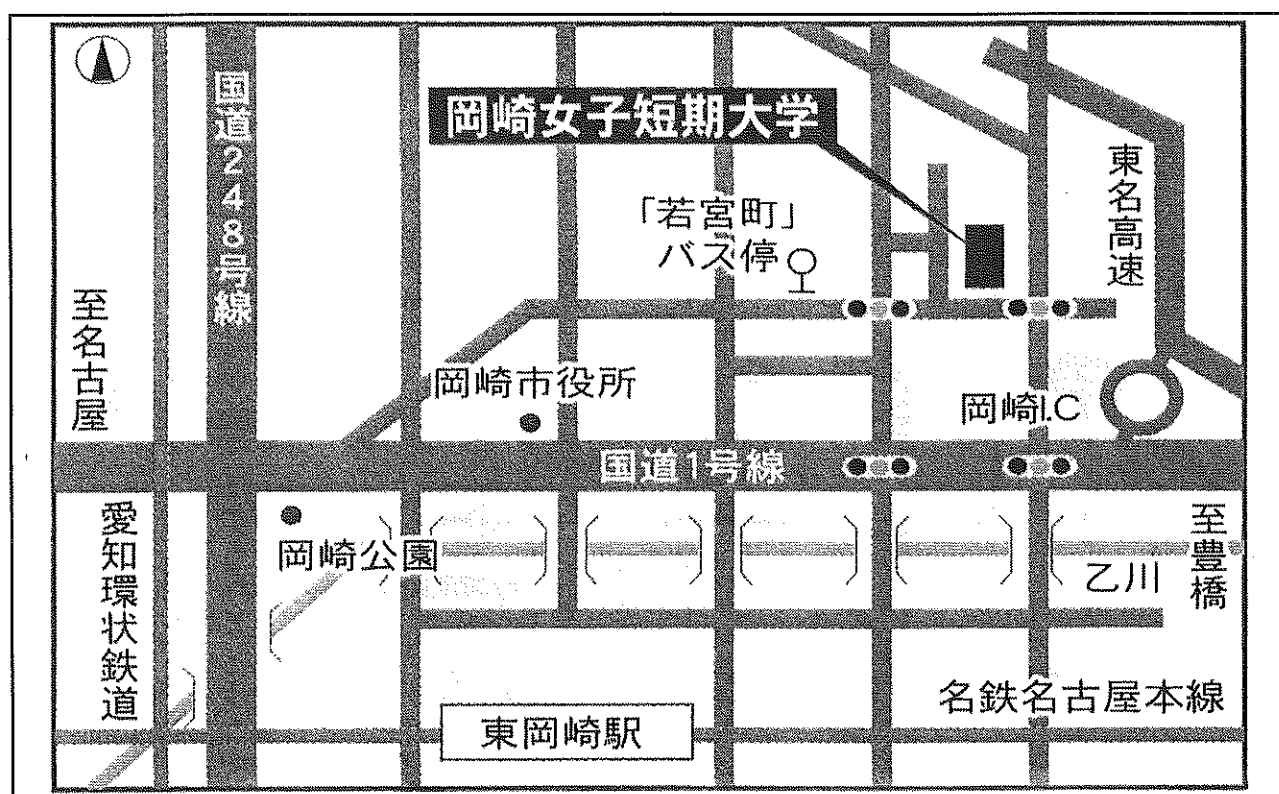 国道248号線
岡崎女子短期大学
「若宮町」
バス停
東名高速
至名古屋
岡崎市役所
岡崎I.C
国道1号線
愛知環状鉄道
岡崎公園
至豊橋
乙川
名鉄名古屋本線
東岡崎駅